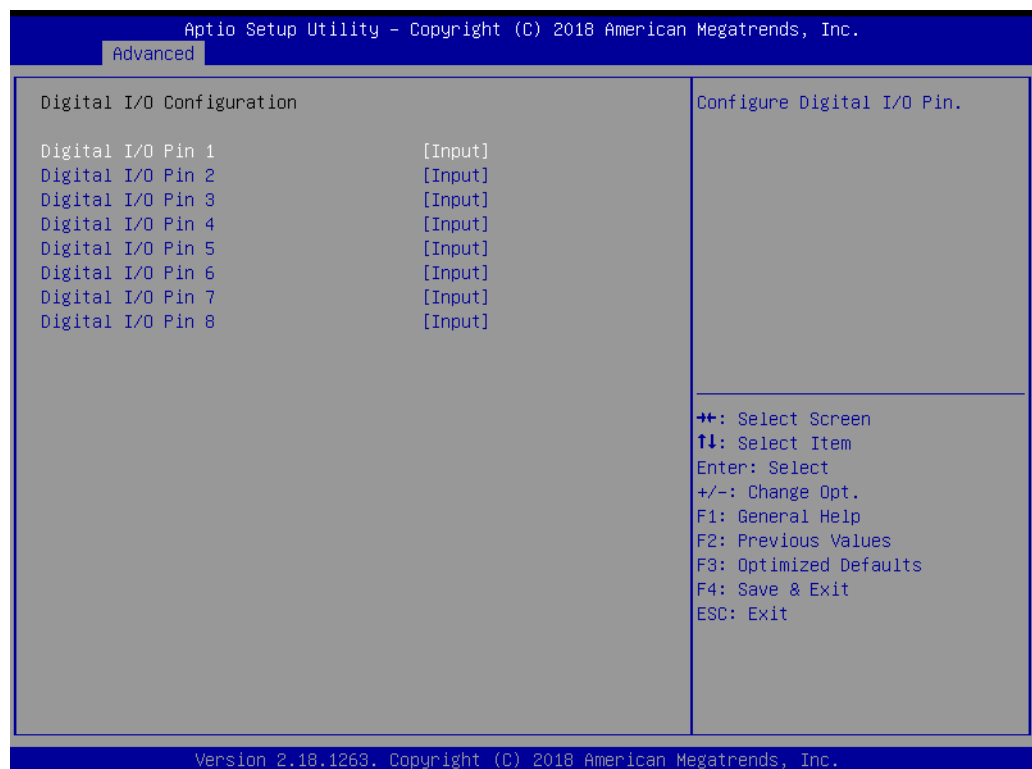 Aptio Setup Utility – Copyright (C) 2018 American Megatrends, Inc.
Advanced
Digital I/O Configuration
Digital I/O Pin 1 [Input]
Digital I/O Pin 2 [Input]
Digital I/O Pin 3 [Input]
Digital I/O Pin 4 [Input]
Digital I/O Pin 5 [Input]
Digital I/O Pin 6 [Input]
Digital I/O Pin 7 [Input]
Digital I/O Pin 8 [Input]
Configure Digital I/O Pin.
→←: Select Screen
↑↓: Select Item
Enter: Select
+/-: Change Opt.
F1: General Help
F2: Previous Values
F3: Optimized Defaults
F4: Save & Exit
ESC: Exit
Version 2.18.1263. Copyright (C) 2018 American Megatrends, Inc.